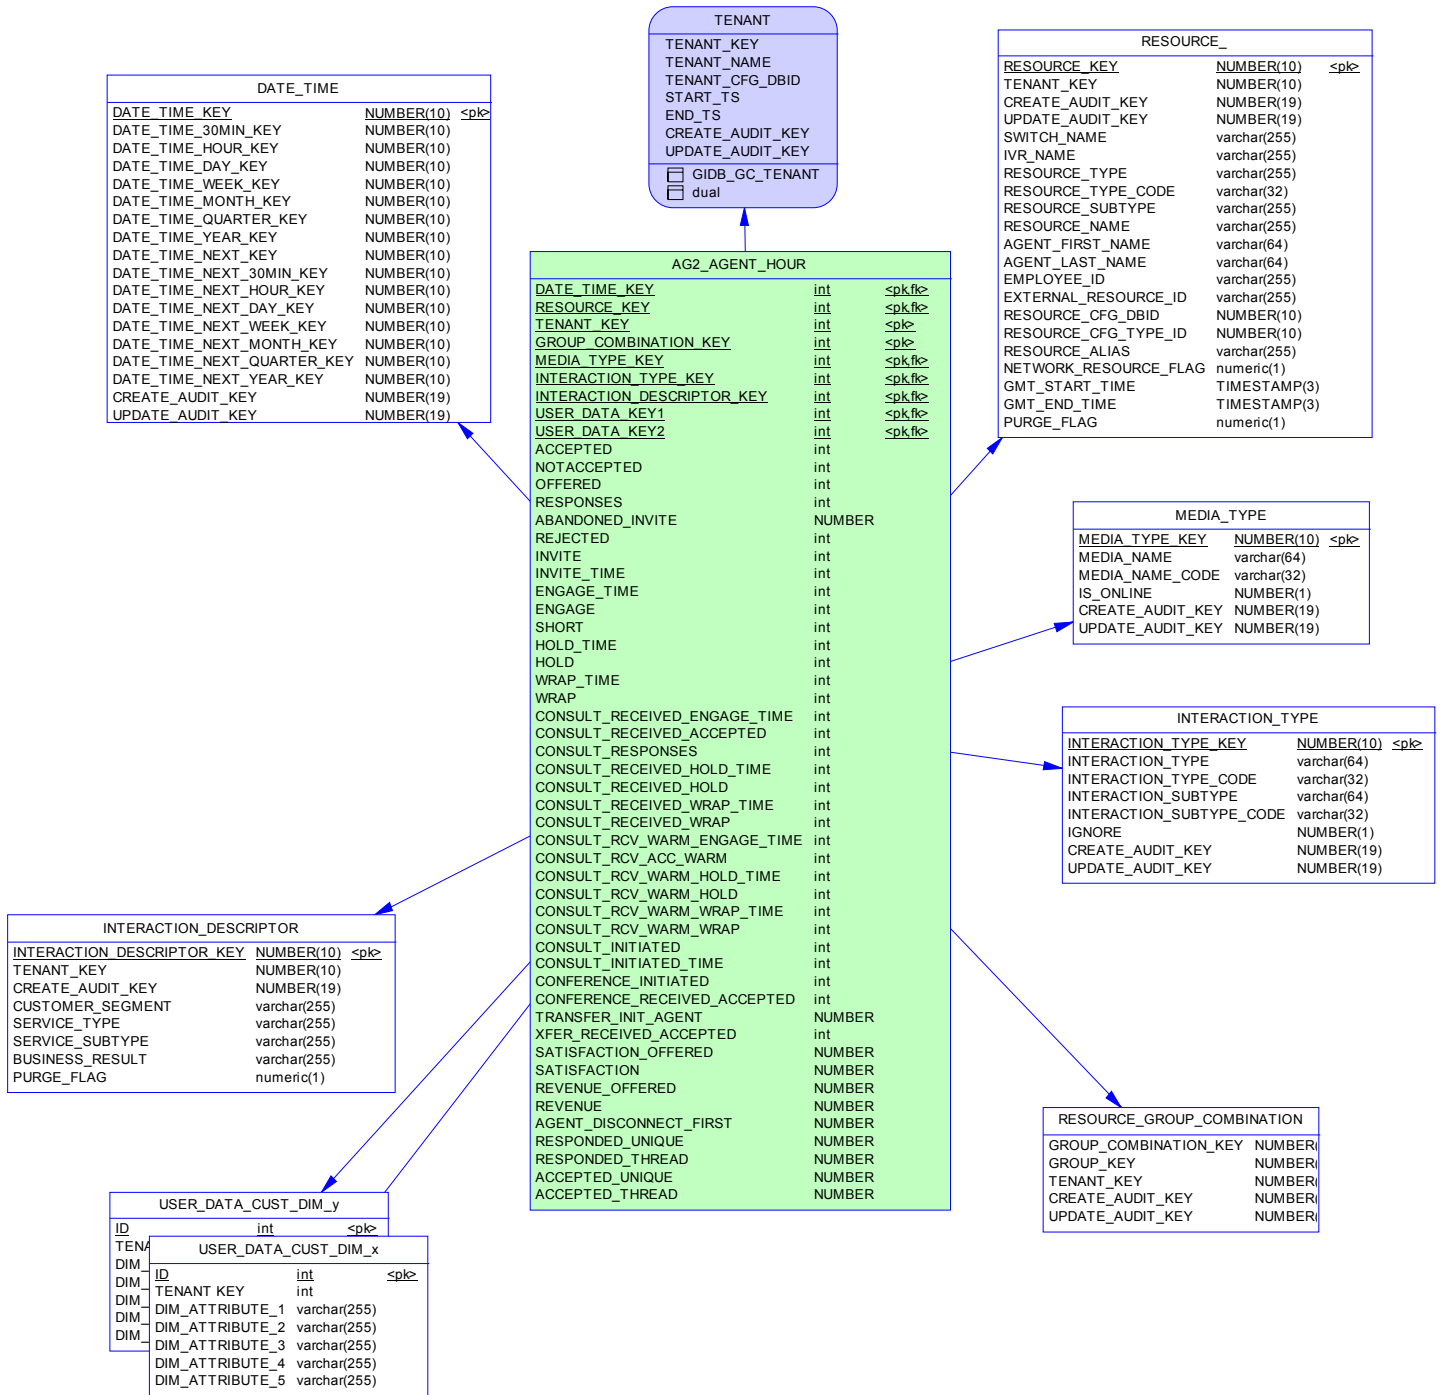 TENANT
TENANT_KEY
TENANT_NAME
TENANT_CFG_DBID
START_TS
END_TS
CREATE_AUDIT_KEY
UPDATE_AUDIT_KEY
GIDB_GC_TENANT
dual
DATE_TIME
DATE_TIME_KEY NUMBER(10) <pk>
DATE_TIME_30MIN_KEY NUMBER(10)
DATE_TIME_HOUR_KEY NUMBER(10)
DATE_TIME_DAY_KEY NUMBER(10)
DATE_TIME_WEEK_KEY NUMBER(10)
DATE_TIME_MONTH_KEY NUMBER(10)
DATE_TIME_QUARTER_KEY NUMBER(10)
DATE_TIME_YEAR_KEY NUMBER(10)
DATE_TIME_NEXT_KEY NUMBER(10)
DATE_TIME_NEXT_30MIN_KEY NUMBER(10)
DATE_TIME_NEXT_HOUR_KEY NUMBER(10)
DATE_TIME_NEXT_DAY_KEY NUMBER(10)
DATE_TIME_NEXT_WEEK_KEY NUMBER(10)
DATE_TIME_NEXT_MONTH_KEY NUMBER(10)
DATE_TIME_NEXT_QUARTER_KEY NUMBER(10)
DATE_TIME_NEXT_YEAR_KEY NUMBER(10)
CREATE_AUDIT_KEY NUMBER(19)
UPDATE_AUDIT_KEY NUMBER(19)
RESOURCE_
RESOURCE_KEY NUMBER(10) <pk>
TENANT_KEY NUMBER(10)
CREATE_AUDIT_KEY NUMBER(19)
UPDATE_AUDIT_KEY NUMBER(19)
SWITCH_NAME varchar(255)
IVR_NAME varchar(255)
RESOURCE_TYPE varchar(255)
RESOURCE_TYPE_CODE varchar(32)
RESOURCE_SUBTYPE varchar(255)
RESOURCE_NAME varchar(255)
AGENT_FIRST_NAME varchar(64)
AGENT_LAST_NAME varchar(64)
EMPLOYEE_ID varchar(255)
EXTERNAL_RESOURCE_ID varchar(255)
RESOURCE_CFG_DBID NUMBER(10)
RESOURCE_CFG_TYPE_ID NUMBER(10)
RESOURCE_ALIAS varchar(255)
NETWORK_RESOURCE_FLAG numeric(1)
GMT_START_TIME TIMESTAMP(3)
GMT_END_TIME TIMESTAMP(3)
PURGE_FLAG numeric(1)
AG2_AGENT_HOUR
DATE_TIME_KEY int <pk,fk>
RESOURCE_KEY int <pk,fk>
TENANT_KEY int <pk>
GROUP_COMBINATION_KEY int <pk>
MEDIA_TYPE_KEY int <pk,fk>
INTERACTION_TYPE_KEY int <pk,fk>
INTERACTION_DESCRIPTOR_KEY int <pk,fk>
USER_DATA_KEY1 int <pk,fk>
USER_DATA_KEY2 int <pk,fk>
ACCEPTED int
NOTACCEPTED int
OFFERED int
RESPONSES int
ABANDONED_INVITE NUMBER
REJECTED int
INVITE int
INVITE_TIME int
ENGAGE_TIME int
ENGAGE int
SHORT int
HOLD_TIME int
HOLD int
WRAP_TIME int
WRAP int
CONSULT_RECEIVED_ENGAGE_TIME int
CONSULT_RECEIVED_ACCEPTED int
CONSULT_RESPONSES int
CONSULT_RECEIVED_HOLD_TIME int
CONSULT_RECEIVED_HOLD int
CONSULT_RECEIVED_WRAP_TIME int
CONSULT_RECEIVED_WRAP int
CONSULT_RCV_WARM_ENGAGE_TIME int
CONSULT_RCV_ACC_WARM int
CONSULT_RCV_WARM_HOLD_TIME int
CONSULT_RCV_WARM_HOLD int
CONSULT_RCV_WARM_WRAP_TIME int
CONSULT_RCV_WARM_WRAP int
CONSULT_INITIATED int
CONSULT_INITIATED_TIME int
CONFERENCE_INITIATED int
CONFERENCE_RECEIVED_ACCEPTED int
TRANSFER_INIT_AGENT NUMBER
XFER_RECEIVED_ACCEPTED int
SATISFACTION_OFFERED NUMBER
SATISFACTION NUMBER
REVENUE_OFFERED NUMBER
REVENUE NUMBER
AGENT_DISCONNECT_FIRST NUMBER
RESPONDED_UNIQUE NUMBER
RESPONDED_THREAD NUMBER
ACCEPTED_UNIQUE NUMBER
ACCEPTED_THREAD NUMBER
MEDIA_TYPE
MEDIA_TYPE_KEY NUMBER(10) <pk>
MEDIA_NAME varchar(64)
MEDIA_NAME_CODE varchar(32)
IS_ONLINE NUMBER(1)
CREATE_AUDIT_KEY NUMBER(19)
UPDATE_AUDIT_KEY NUMBER(19)
INTERACTION_TYPE
INTERACTION_TYPE_KEY NUMBER(10) <pk>
INTERACTION_TYPE varchar(64)
INTERACTION_TYPE_CODE varchar(32)
INTERACTION_SUBTYPE varchar(64)
INTERACTION_SUBTYPE_CODE varchar(32)
IGNORE NUMBER(1)
CREATE_AUDIT_KEY NUMBER(19)
UPDATE_AUDIT_KEY NUMBER(19)
INTERACTION_DESCRIPTOR
INTERACTION_DESCRIPTOR_KEY NUMBER(10) <pk>
TENANT_KEY NUMBER(10)
CREATE_AUDIT_KEY NUMBER(19)
CUSTOMER_SEGMENT varchar(255)
SERVICE_TYPE varchar(255)
SERVICE_SUBTYPE varchar(255)
BUSINESS_RESULT varchar(255)
PURGE_FLAG numeric(1)
RESOURCE_GROUP_COMBINATION
GROUP_COMBINATION_KEY NUMBER(
GROUP_KEY NUMBER(
TENANT_KEY NUMBER(
CREATE_AUDIT_KEY NUMBER(
UPDATE_AUDIT_KEY NUMBER(
USER_DATA_CUST_DIM_y
ID int <pk>
TENA
DIM_
DIM_
DIM_
DIM_
DIM_
USER_DATA_CUST_DIM_x
ID int <pk>
TENANT KEY int
DIM_ATTRIBUTE_1 varchar(255)
DIM_ATTRIBUTE_2 varchar(255)
DIM_ATTRIBUTE_3 varchar(255)
DIM_ATTRIBUTE_4 varchar(255)
DIM_ATTRIBUTE_5 varchar(255)